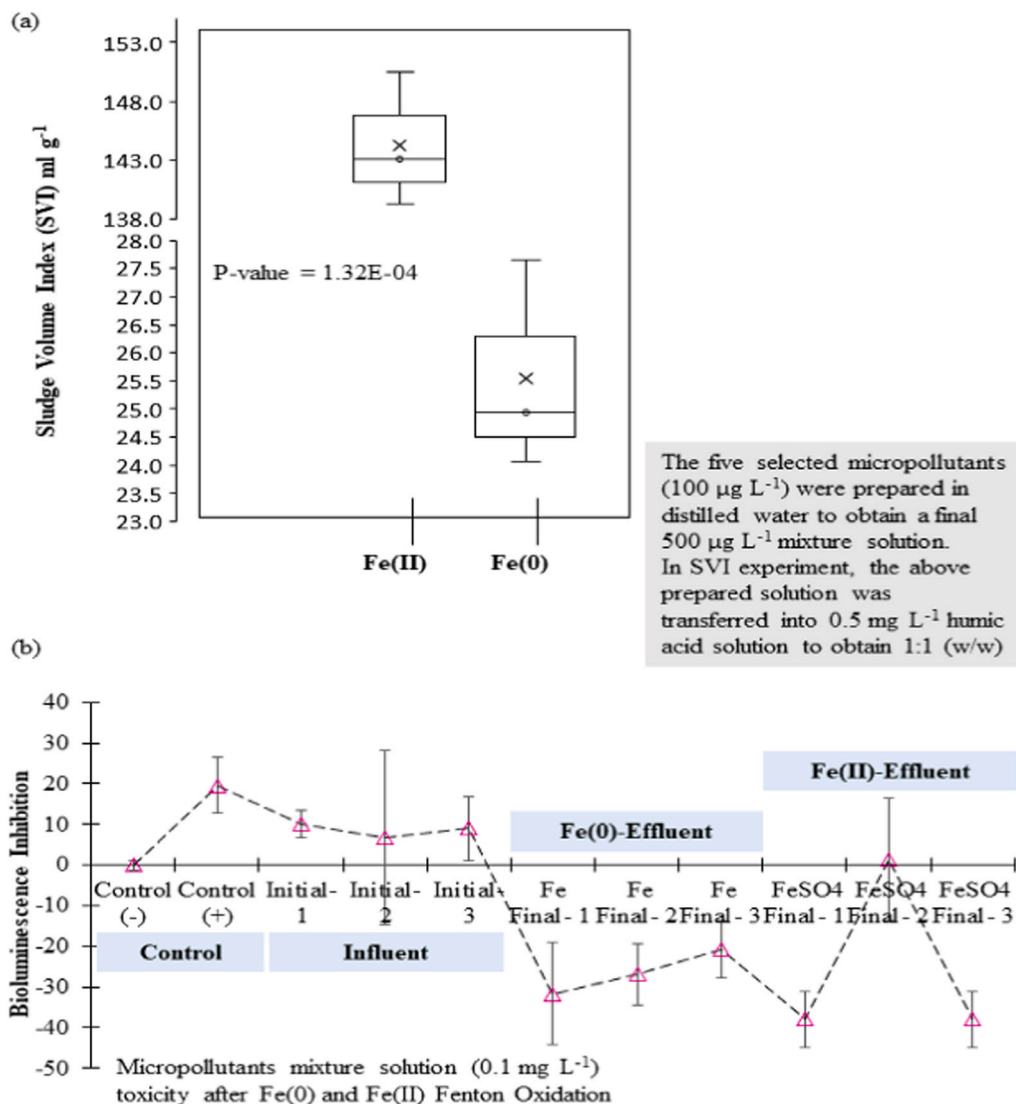 (a)
Sludge Volume Index (SVI) ml g⁻¹
153.0
148.0
143.0
138.0
28.0
27.5
27.0
26.5
26.0
25.5
25.0
24.5
24.0
23.5
23.0
P-value = 1.32E-04
Fe(II) Fe(0)
The five selected micropollutants
(100 µg L⁻¹) were prepared in
distilled water to obtain a final
500 µg L⁻¹ mixture solution.
In SVI experiment, the above
prepared solution was
transferred into 0.5 mg L⁻¹ humic
acid solution to obtain 1:1 (w/w)
(b)
Bioluminescence Inhibition
40
30
20
10
0
-10
-20
-30
-40
-50
Fe(II)-Effluent
Fe(0)-Effluent
Control Control Initial- Initial- Initial- Fe Fe Fe FeSO4 FeSO4 FeSO4
(-) (+) 1 2 3 Final - 1 Final - 2 Final - 3 Final - 1 Final - 2 Final - 3
Control Influent
Micropollutants mixture solution (0.1 mg L⁻¹)
toxicity after Fe(0) and Fe(II) Fenton Oxidation